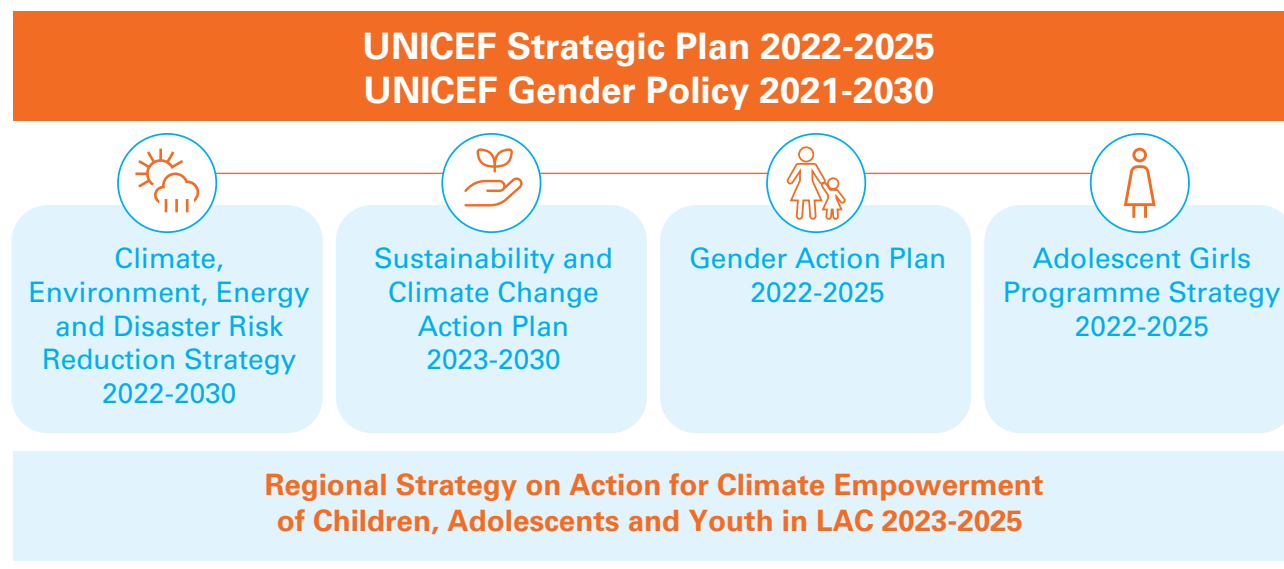 UNICEF Strategic Plan 2022-2025
UNICEF Gender Policy 2021-2030
Climate,
Environment, Energy
and Disaster Risk
Reduction Strategy
2022-2030
Sustainability and
Climate Change
Action Plan
2023-2030
Gender Action Plan
2022-2025
Adolescent Girls
Programme Strategy
2022-2025
Regional Strategy on Action for Climate Empowerment
of Children, Adolescents and Youth in LAC 2023-2025